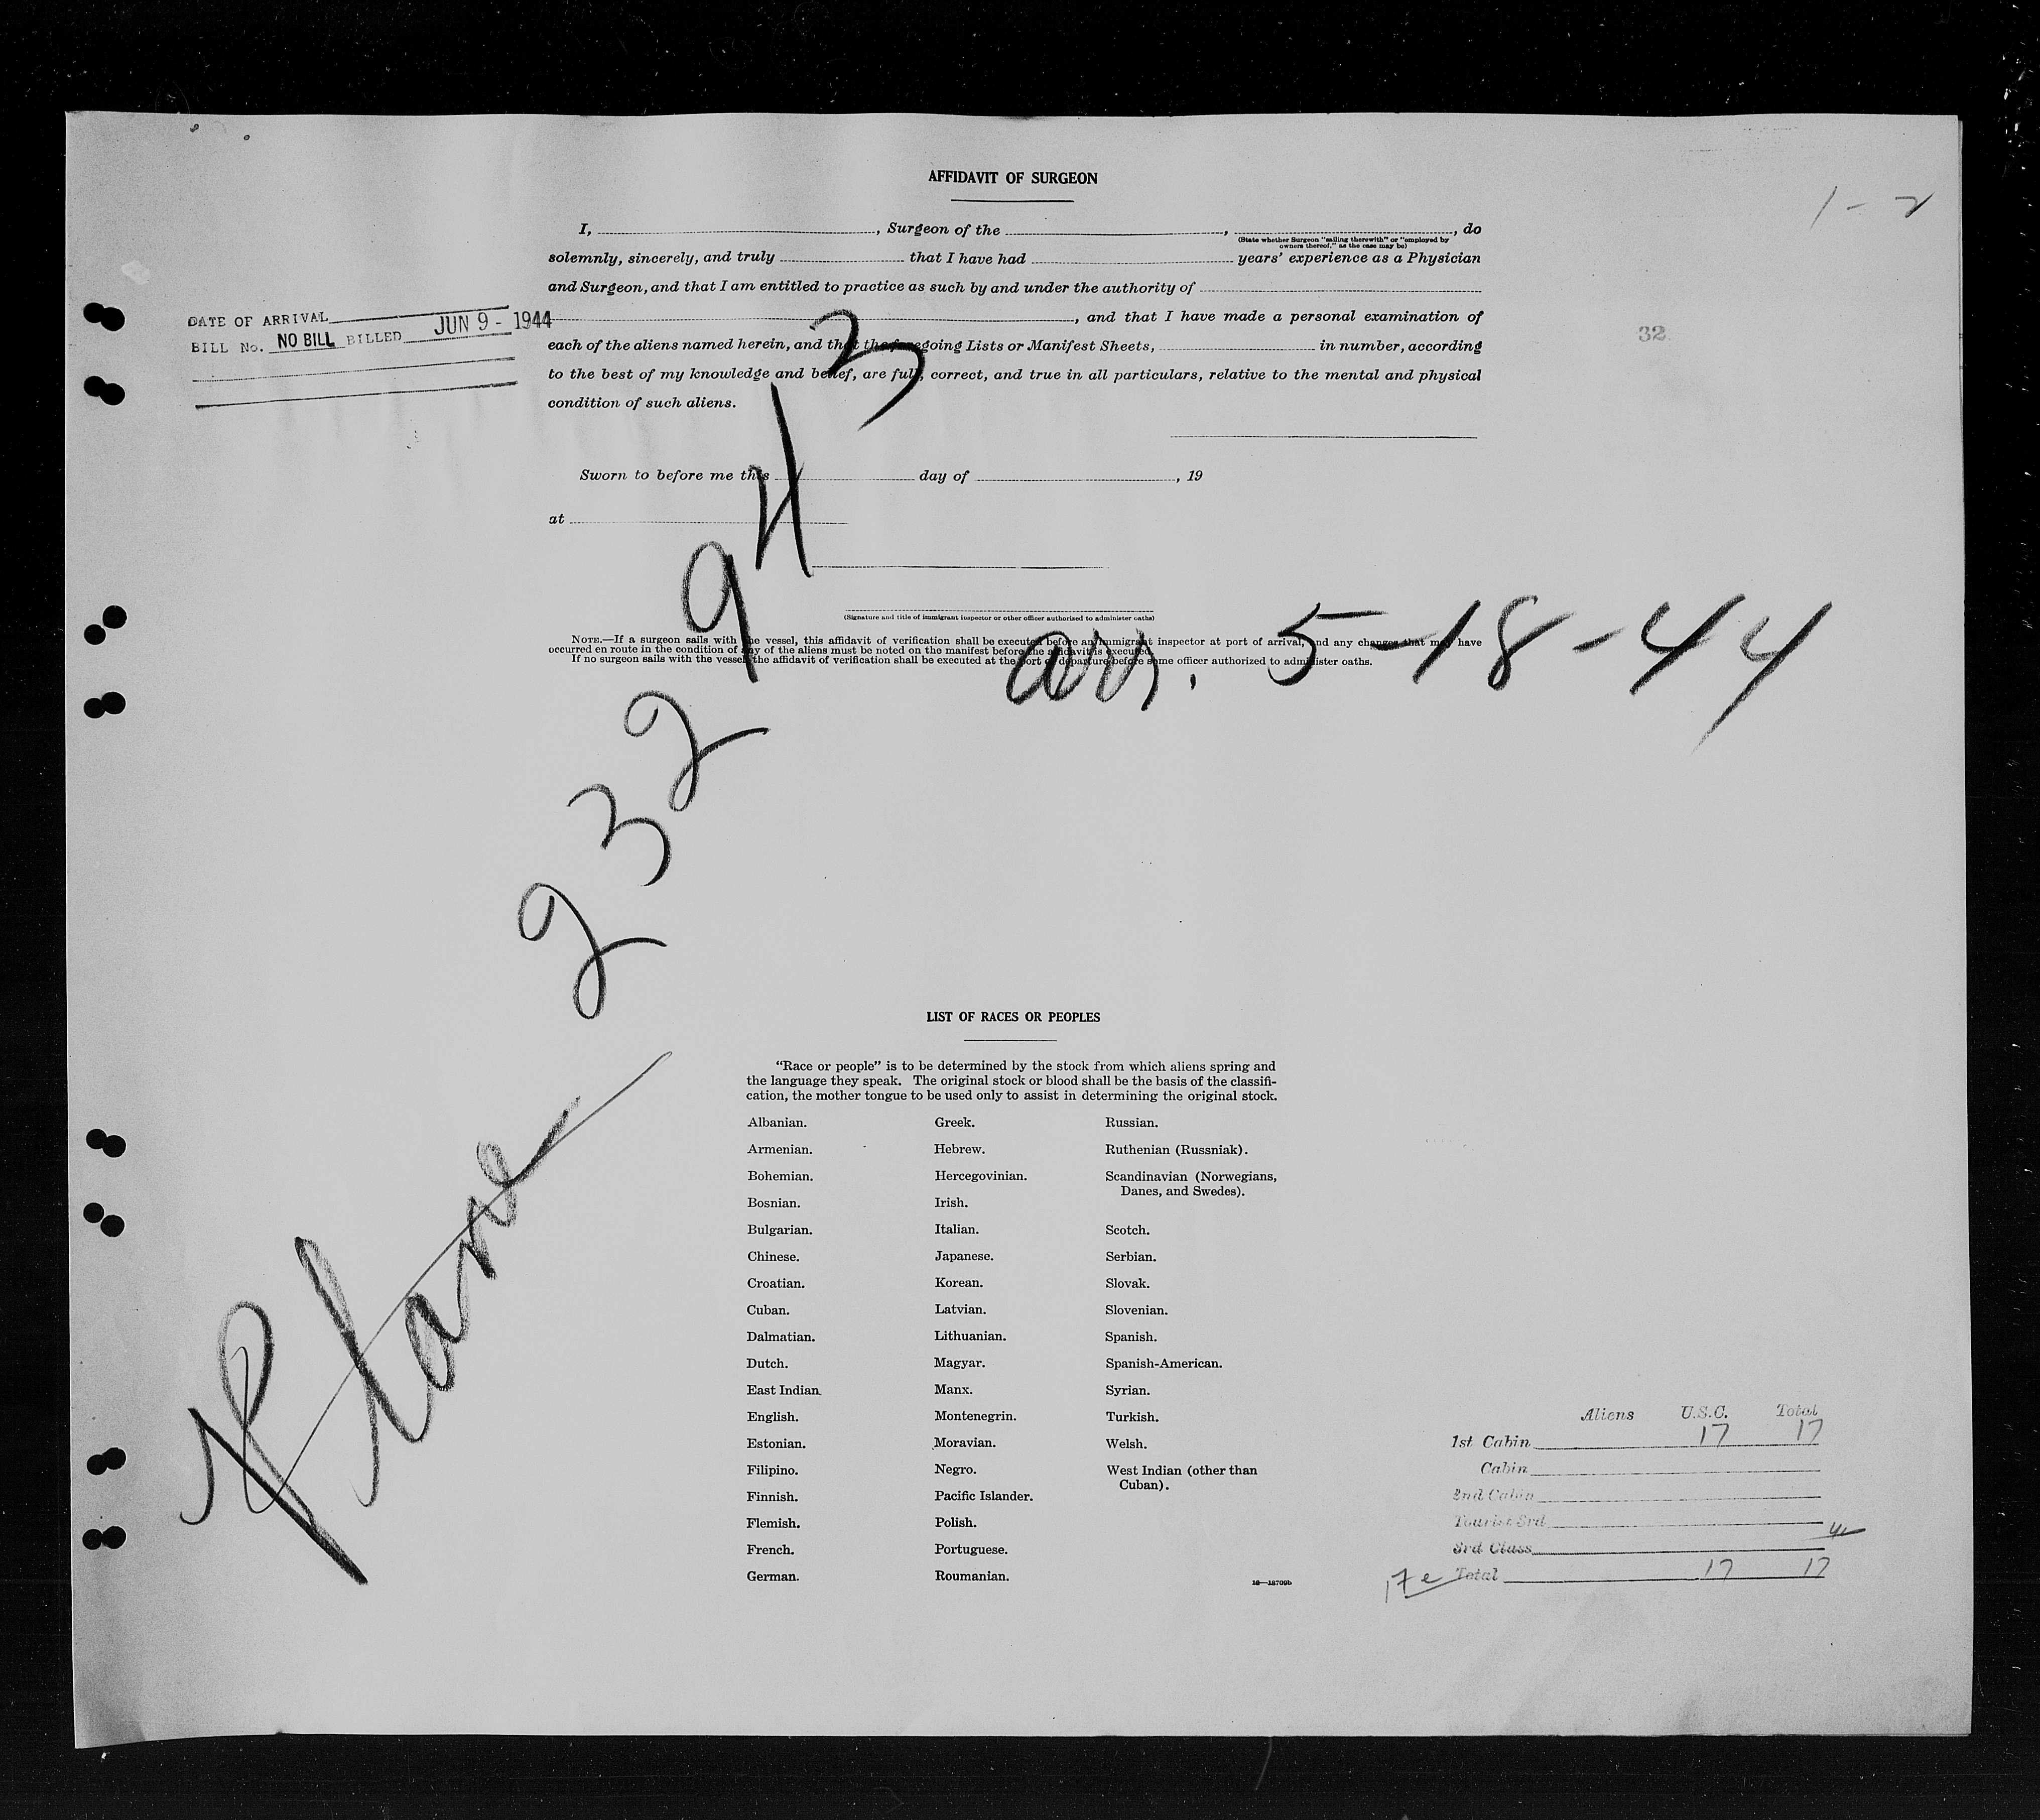 AFFIDAVIT OF SURGEON
1 - 2
I, , Surgeon of the , , do
(State whether Surgeon "sailing therewith" or "employed by
owners thereof," as the case may be)
solemnly, sincerely, and truly that I have had years' experience as a Physician
and Surgeon, and that I am entitled to practice as such by and under the authority of
, and that I have made a personal examination of
each of the aliens named herein, and that the foregoing Lists or Manifest Sheets, in number, according
to the best of my knowledge and belief, are full, correct, and true in all particulars, relative to the mental and physical
condition of such aliens.
DATE OF ARRIVAL
BILL No. NO BILL BILLED JUN 9 - 1944
32
Sworn to before me this day of , 19
at
(Signature and title of immigrant inspector or other officer authorized to administer oaths)
NOTE.—If a surgeon sails with the vessel, this affidavit of verification shall be executed before an immigrant inspector at port of arrival, and any changes that may have
occurred en route in the condition of any of the aliens must be noted on the manifest before the affidavit is executed.
If no surgeon sails with the vessel, the affidavit of verification shall be executed at the port of departure before some officer authorized to administer oaths.
arr. 5-18-44
Plane 232943
LIST OF RACES OR PEOPLES
"Race or people" is to be determined by the stock from which aliens spring and
the language they speak. The original stock or blood shall be the basis of the classifi-
cation, the mother tongue to be used only to assist in determining the original stock.
Albanian.
Armenian.
Bohemian.
Bosnian.
Bulgarian.
Chinese.
Croatian.
Cuban.
Dalmatian.
Dutch.
East Indian.
English.
Estonian.
Filipino.
Finnish.
Flemish.
French.
German.
Greek.
Hebrew.
Hercegovinian.
Irish.
Italian.
Japanese.
Korean.
Latvian.
Lithuanian.
Magyar.
Manx.
Montenegrin.
Moravian.
Negro.
Pacific Islander.
Polish.
Portuguese.
Roumanian.
Russian.
Ruthenian (Russniak).
Scandinavian (Norwegians,
Danes, and Swedes).
Scotch.
Serbian.
Slovak.
Slovenian.
Spanish.
Spanish-American.
Syrian.
Turkish.
Welsh.
West Indian (other than
Cuban).
16—18709b
Aliens U.S.C. Total
1st Cabin 17 17
Cabin
2nd Cabin
Tourist 3rd
3rd Class
17e Total 17 17